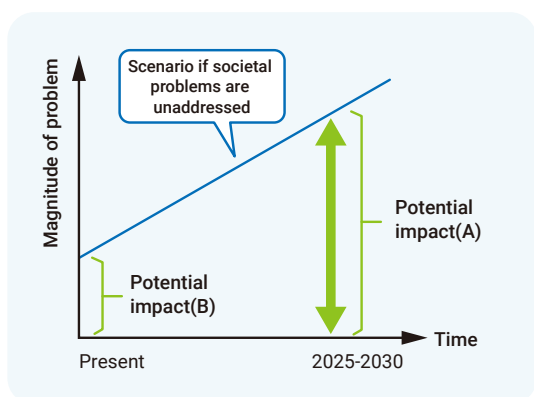 Magnitude of problem
Scenario if societal
problems are
unaddressed
Potential
impact(A)
Potential
impact(B)
Time
Present
2025-2030